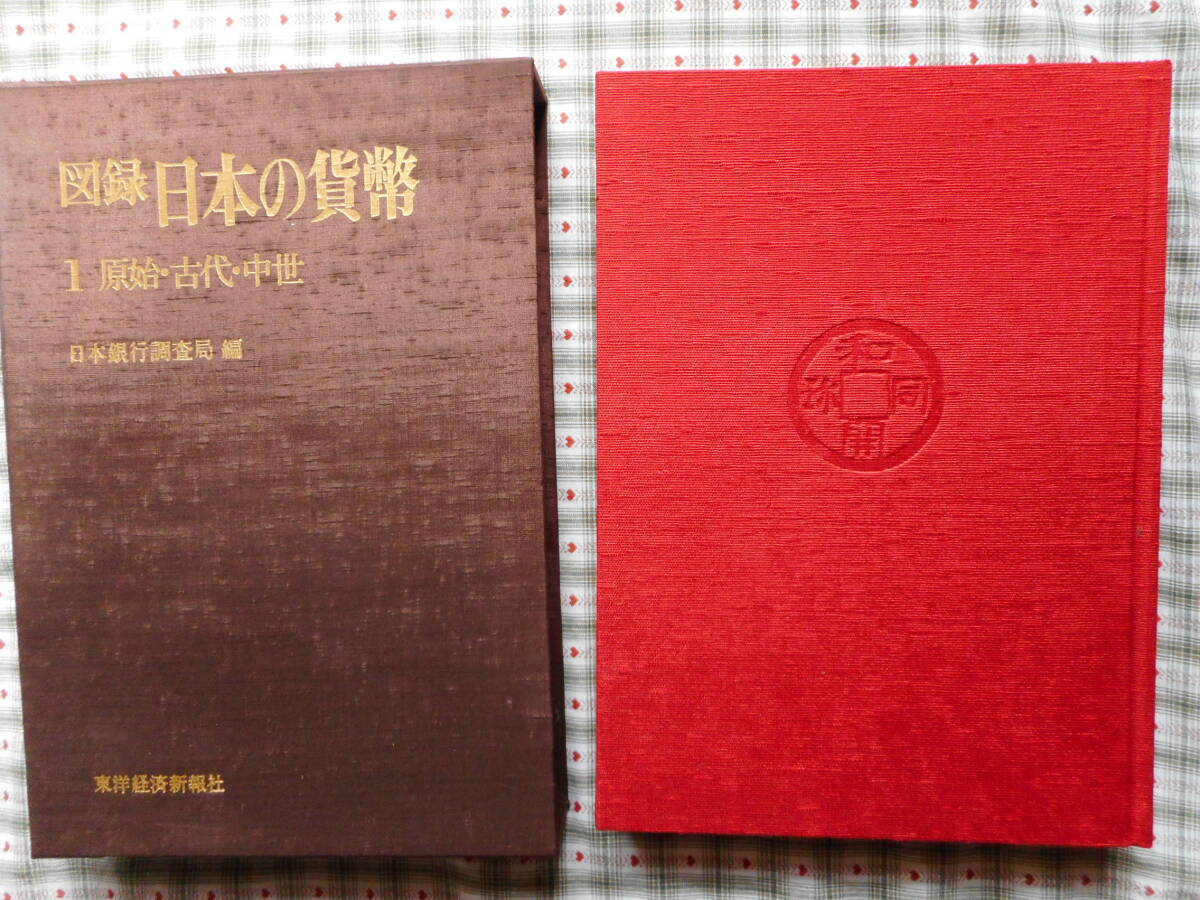 図録 日本の貨幣
1 原始・古代・中世
日本銀行調査局 編
東洋経済新報社
和同開珎